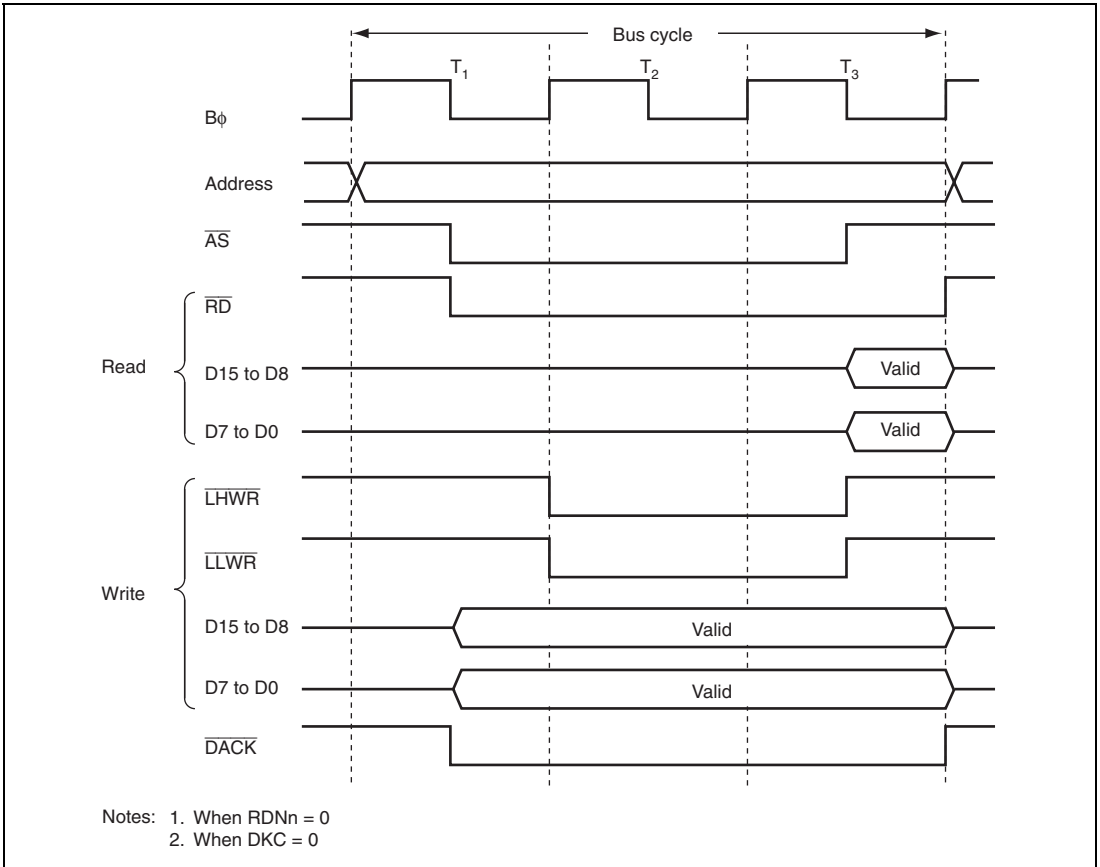 Bus cycle
T1 T2 T3
Bϕ
Address
AS
RD
Read
D15 to D8 Valid
D7 to D0 Valid
LHWR
LLWR
Write
D15 to D8 Valid
D7 to D0 Valid
DACK
Notes: 1. When RDNn = 0
2. When DKC = 0